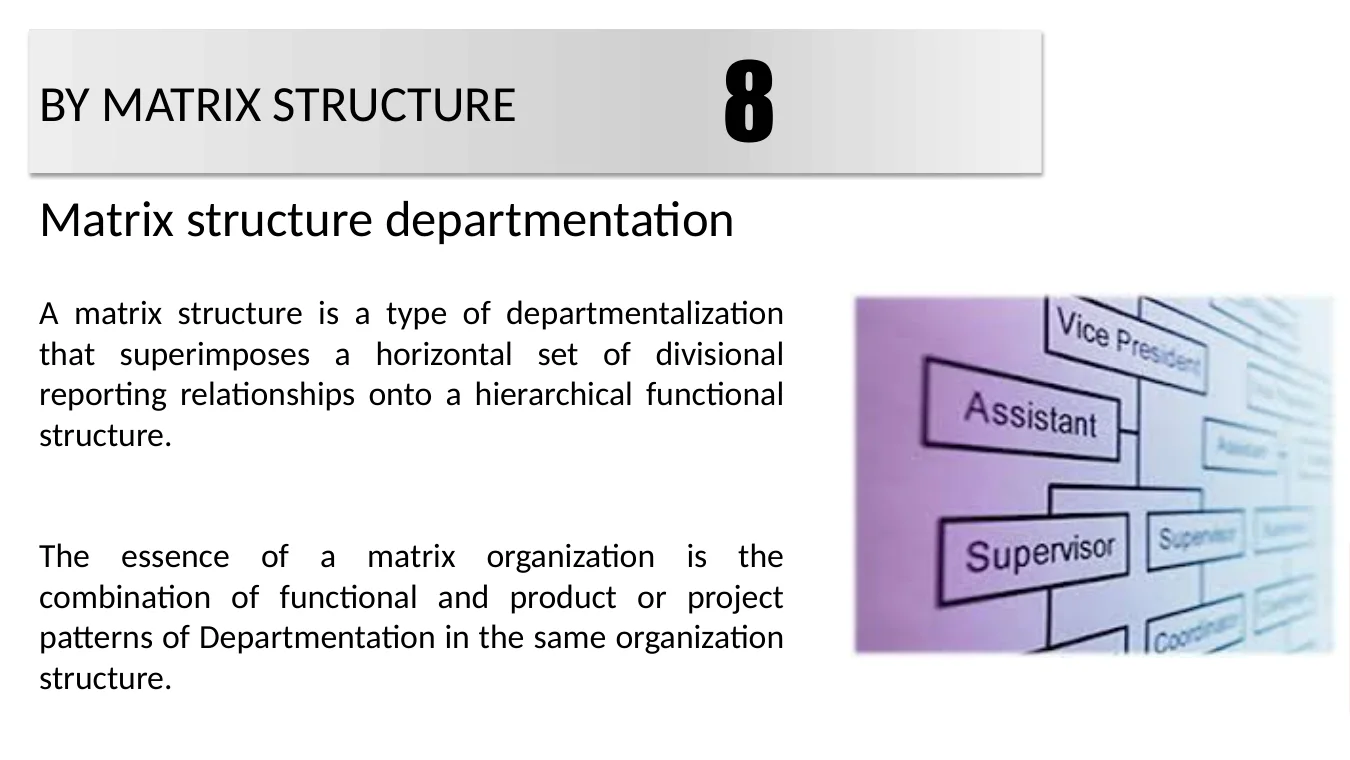 BY MATRIX STRUCTURE 8
Matrix structure departmentation
A matrix structure is a type of departmentalization
that superimposes a horizontal set of divisional
reporting relationships onto a hierarchical functional
structure.
The essence of a matrix organization is the
combination of functional and product or project
patterns of Departmentation in the same organization
structure.
Vice President
Assistant
Assistant
Supervisor
Supervisor
Coordinator